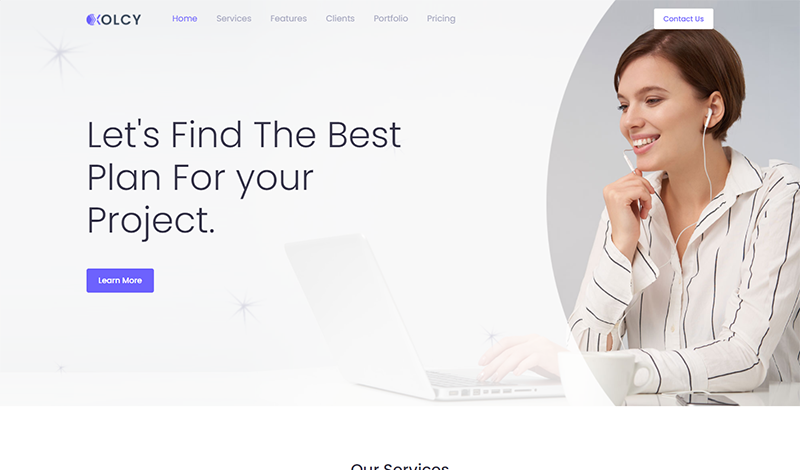 XOLCY
Home
Services
Features
Clients
Portfolio
Pricing
Contact Us
Let's Find The Best
Plan For your
Project.
Learn More
Our Services